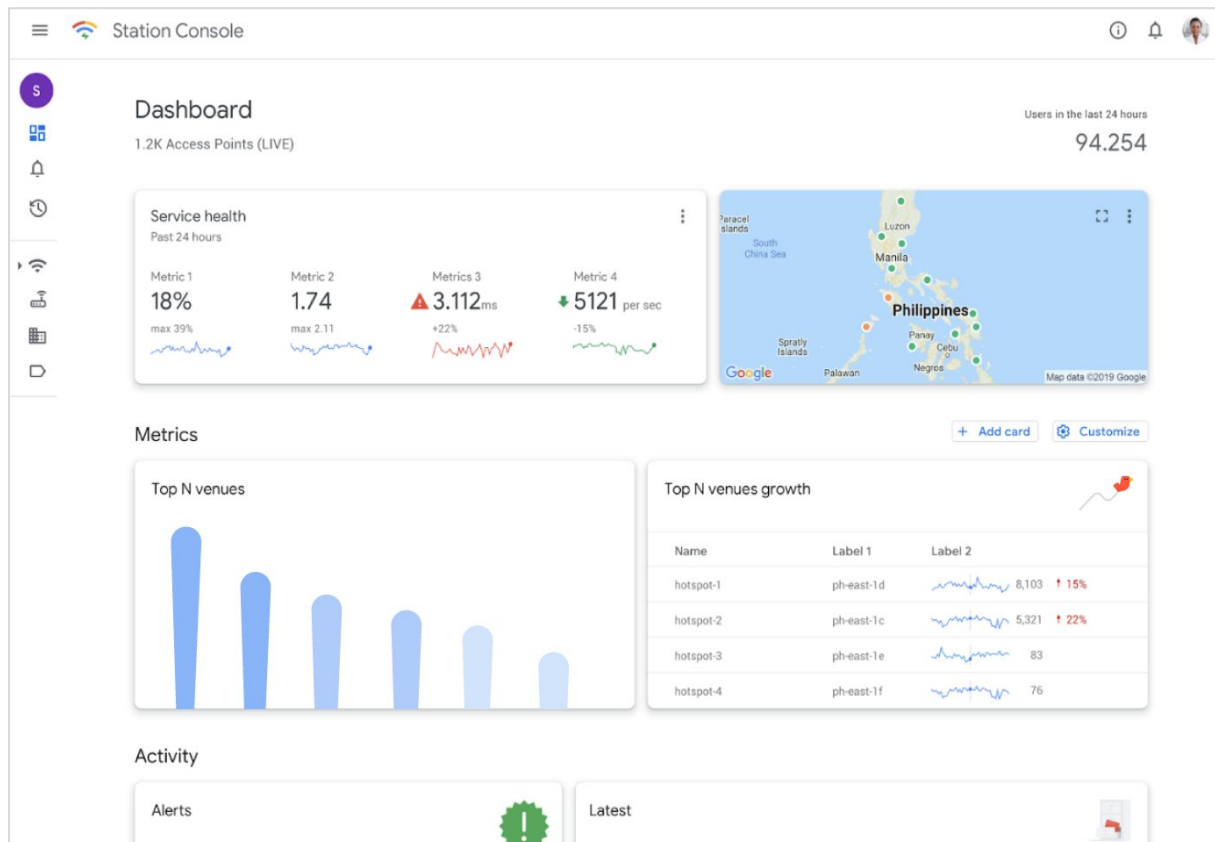 Station Console
S
Dashboard
1.2K Access Points (LIVE)
Users in the last 24 hours
94.254
Service health
Past 24 hours
Metric 1
18%
max 39%
Metric 2
1.74
max 2.11
Metrics 3
3.112ms
+22%
Metric 4
5121 per sec
-15%
Paracel
slands
South
China Sea
Luzon
Manila
Philippines
Panay
Cebu
Spratly
Islands
Palawan
Negros
Google
Map data ©2019 Google
Metrics
+ Add card
Customize
Top N venues
Top N venues growth
Name Label 1 Label 2
hotspot-1 ph-east-1d 8,103 15%
hotspot-2 ph-east-1c 5,321 22%
hotspot-3 ph-east-1e 83
hotspot-4 ph-east-1f 76
Activity
Alerts
Latest